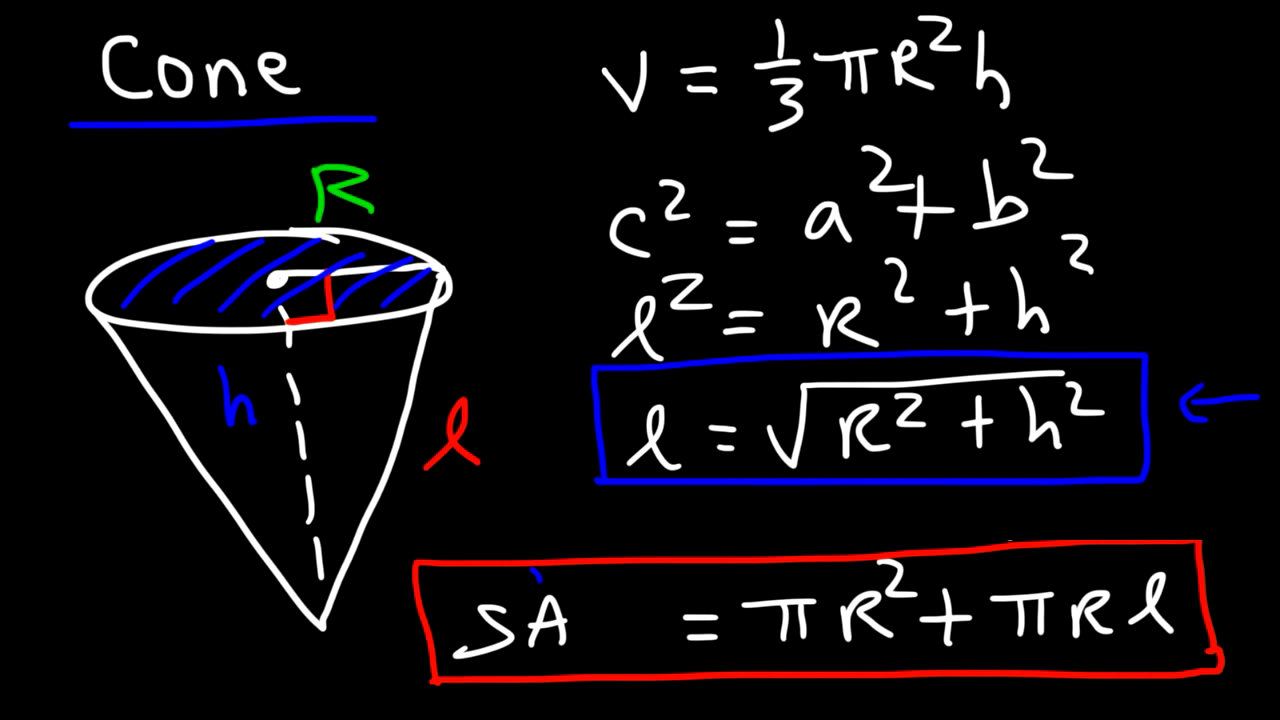 Cone
V = 1/3 πR²h
R
c² = a² + b²
l² = R² + h²
h
l
l = √(R² + h²)
SA = πR² + πRl